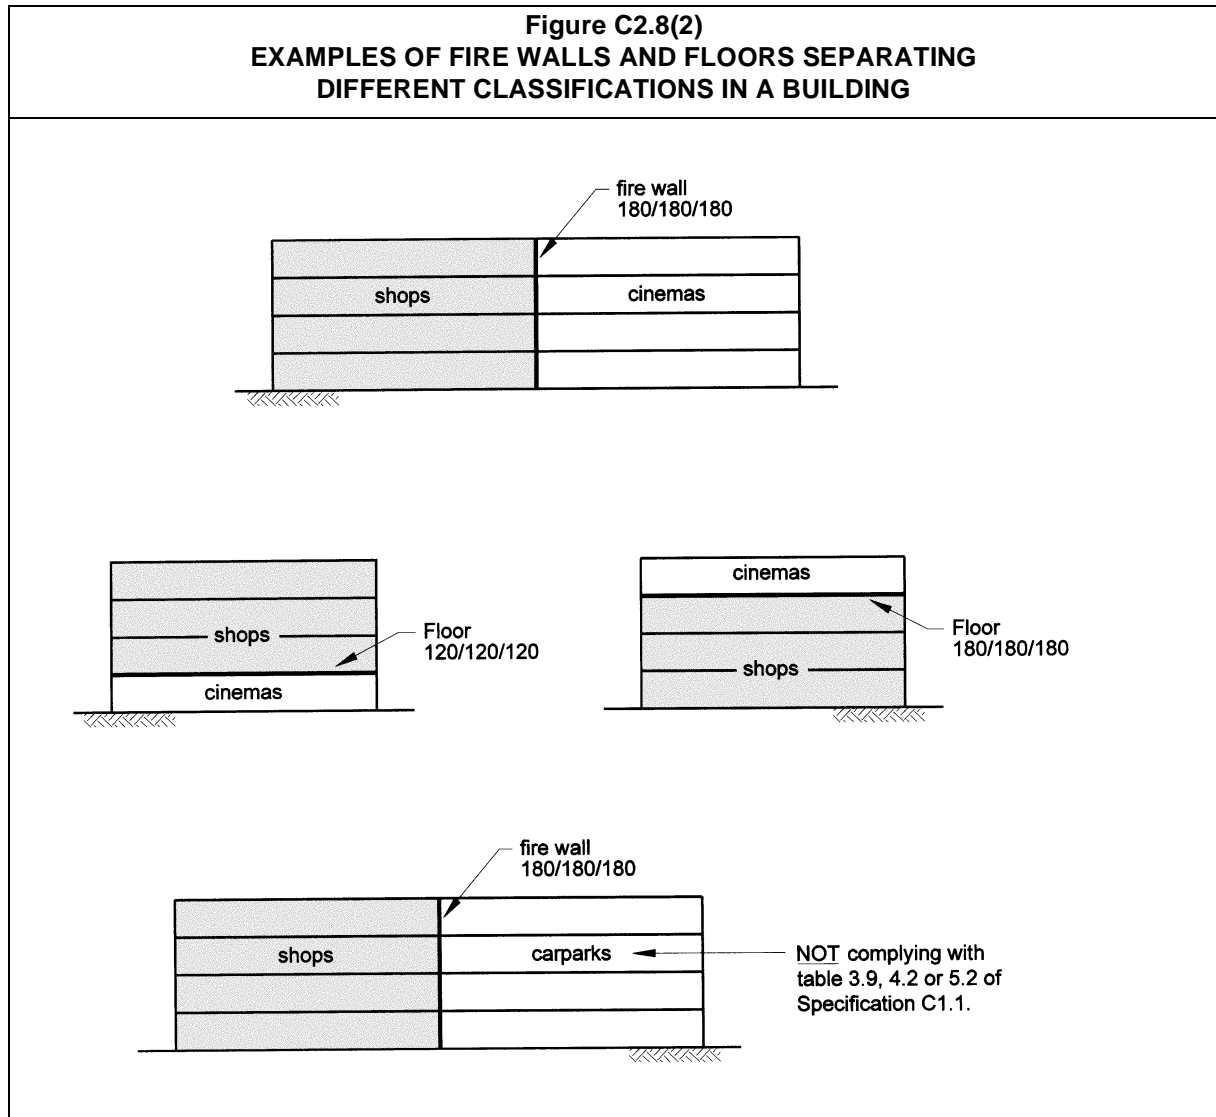 Figure C2.8(2)
EXAMPLES OF FIRE WALLS AND FLOORS SEPARATING
DIFFERENT CLASSIFICATIONS IN A BUILDING
fire wall
180/180/180
shops
cinemas
shops
Floor
120/120/120
cinemas
cinemas
Floor
180/180/180
shops
fire wall
180/180/180
shops
carparks
NOT complying with
table 3.9, 4.2 or 5.2 of
Specification C1.1.